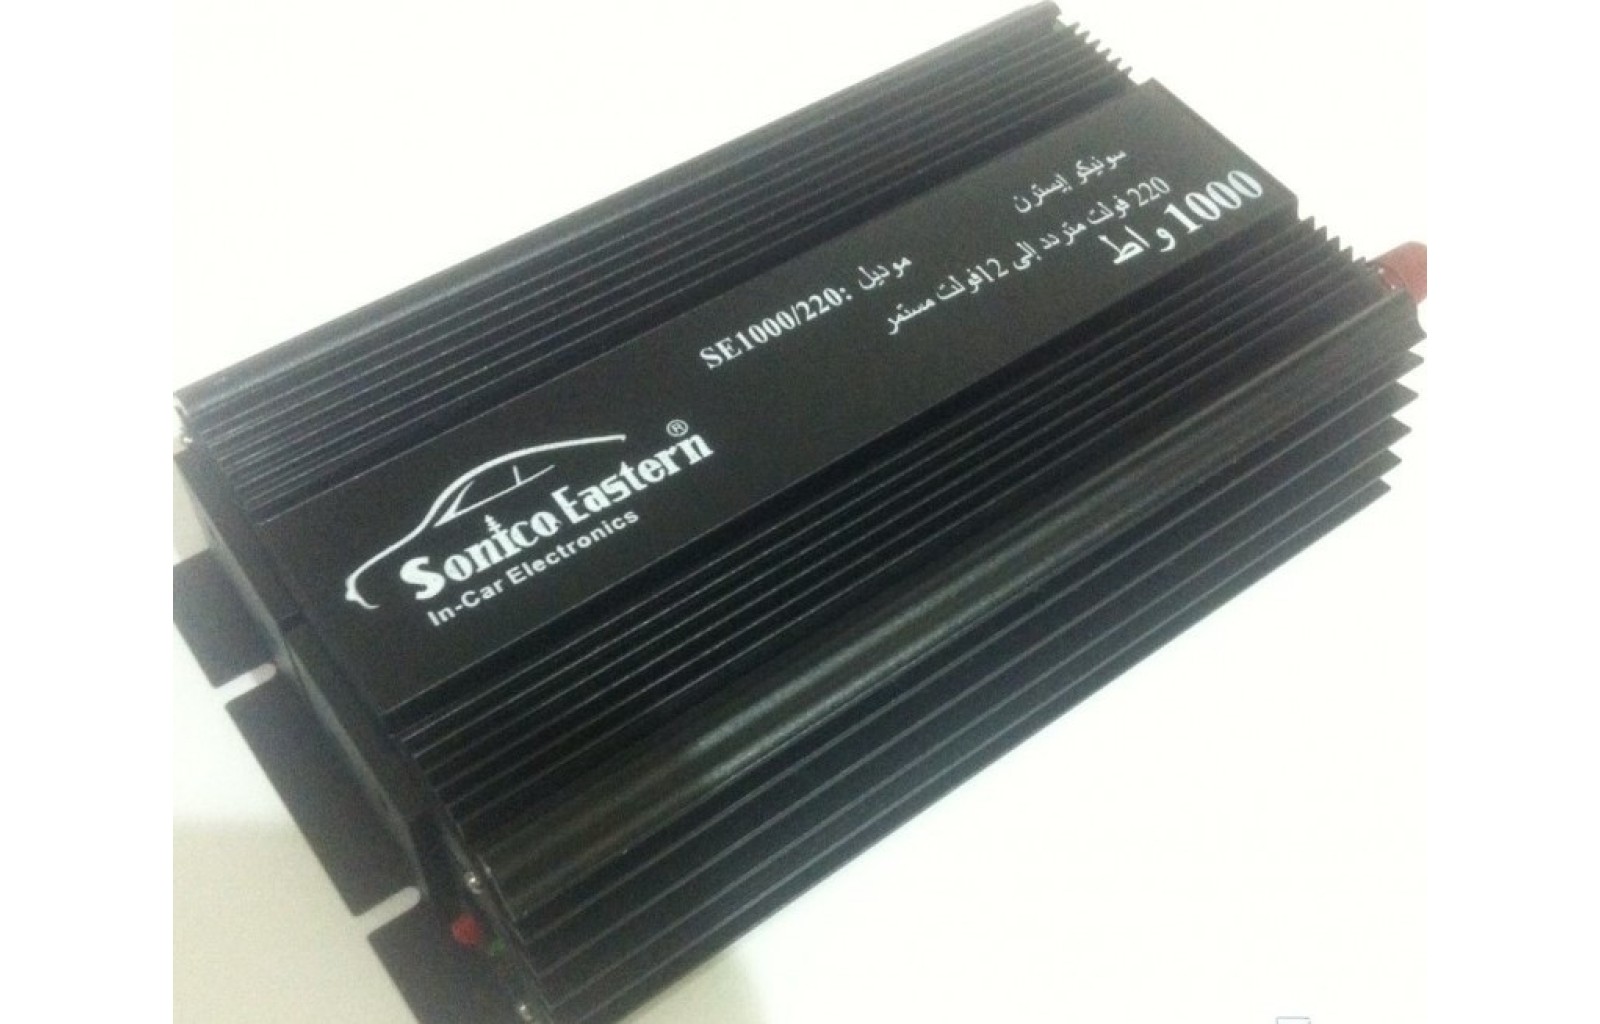 سونيكو إيسترن
220 فولت متردد إلى 12فولت مستمر
1000 واط
موديل :SE1000/220
Sonico Eastern®
In-Car Electronics